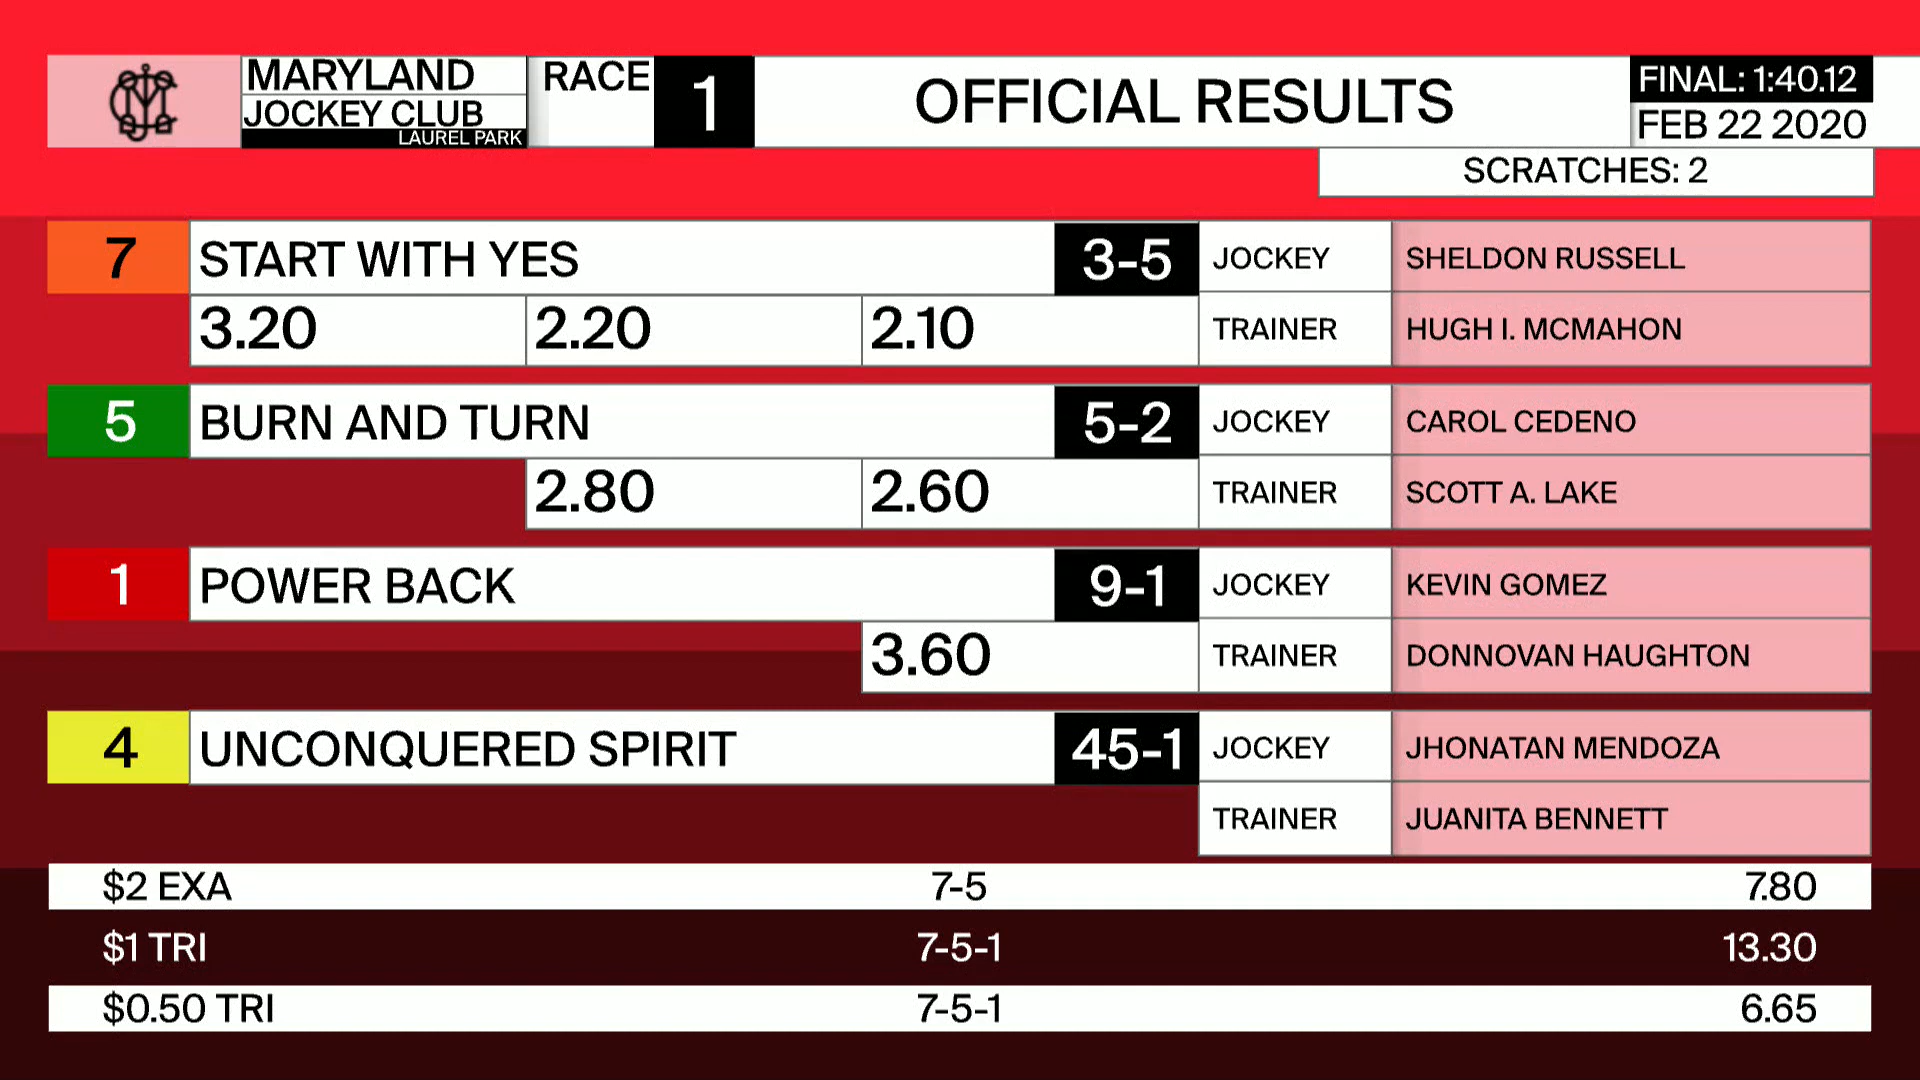 MARYLAND
JOCKEY CLUB
LAUREL PARK
RACE 1
OFFICIAL RESULTS
FINAL: 1:40.12
FEB 22 2020
SCRATCHES: 2
7 START WITH YES 3-5 JOCKEY SHELDON RUSSELL
3.20 2.20 2.10 TRAINER HUGH I. MCMAHON
5 BURN AND TURN 5-2 JOCKEY CAROL CEDENO
2.80 2.60 TRAINER SCOTT A. LAKE
1 POWER BACK 9-1 JOCKEY KEVIN GOMEZ
3.60 TRAINER DONNOVAN HAUGHTON
4 UNCONQUERED SPIRIT 45-1 JOCKEY JHONATAN MENDOZA
TRAINER JUANITA BENNETT
$2 EXA 7-5 7.80
$1 TRI 7-5-1 13.30
$0.50 TRI 7-5-1 6.65